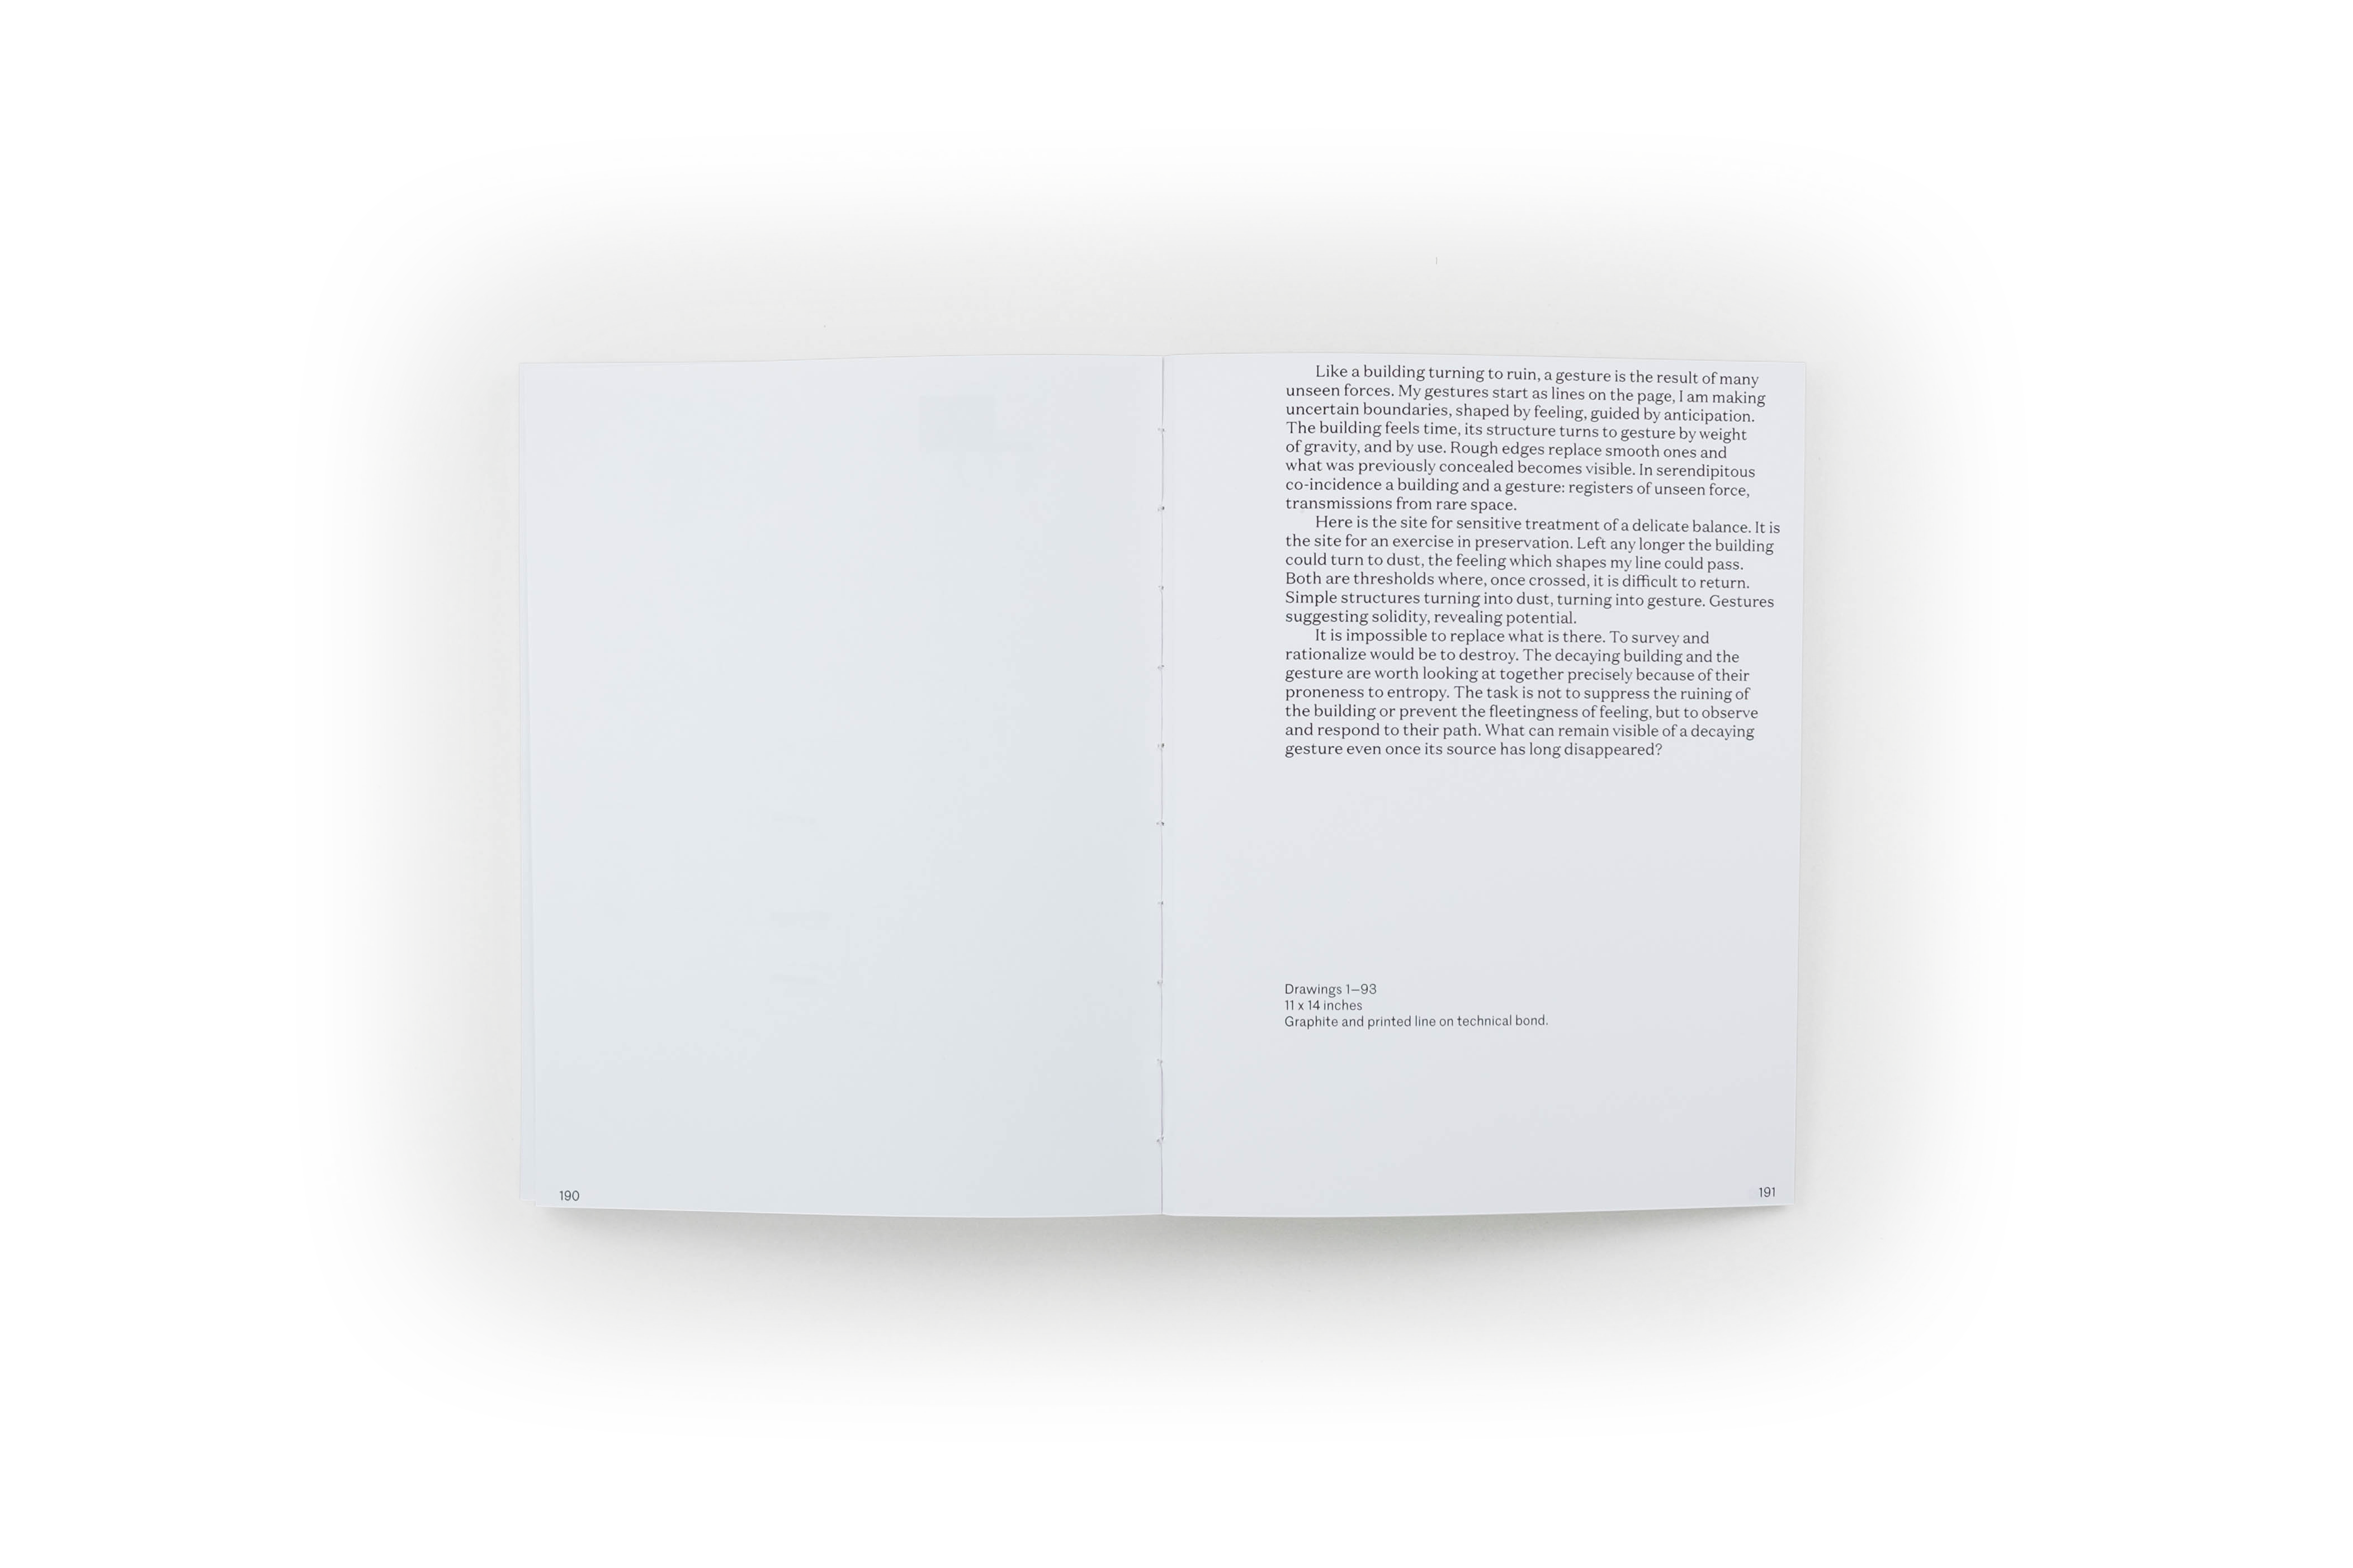 Like a building turning to ruin, a gesture is the result of many
unseen forces. My gestures start as lines on the page, I am making
uncertain boundaries, shaped by feeling, guided by anticipation.
The building feels time, its structure turns to gesture by weight
of gravity, and by use. Rough edges replace smooth ones and
what was previously concealed becomes visible. In serendipitous
co-incidence a building and a gesture: registers of unseen force,
transmissions from rare space.
Here is the site for sensitive treatment of a delicate balance. It is
the site for an exercise in preservation. Left any longer the building
could turn to dust, the feeling which shapes my line could pass.
Both are thresholds where, once crossed, it is difficult to return.
Simple structures turning into dust, turning into gesture. Gestures
suggesting solidity, revealing potential.
It is impossible to replace what is there. To survey and
rationalize would be to destroy. The decaying building and the
gesture are worth looking at together precisely because of their
proneness to entropy. The task is not to suppress the ruining of
the building or prevent the fleetingness of feeling, but to observe
and respond to their path. What can remain visible of a decaying
gesture even once its source has long disappeared?
Drawings 1–93
11 x 14 inches
Graphite and printed line on technical bond.
190
191